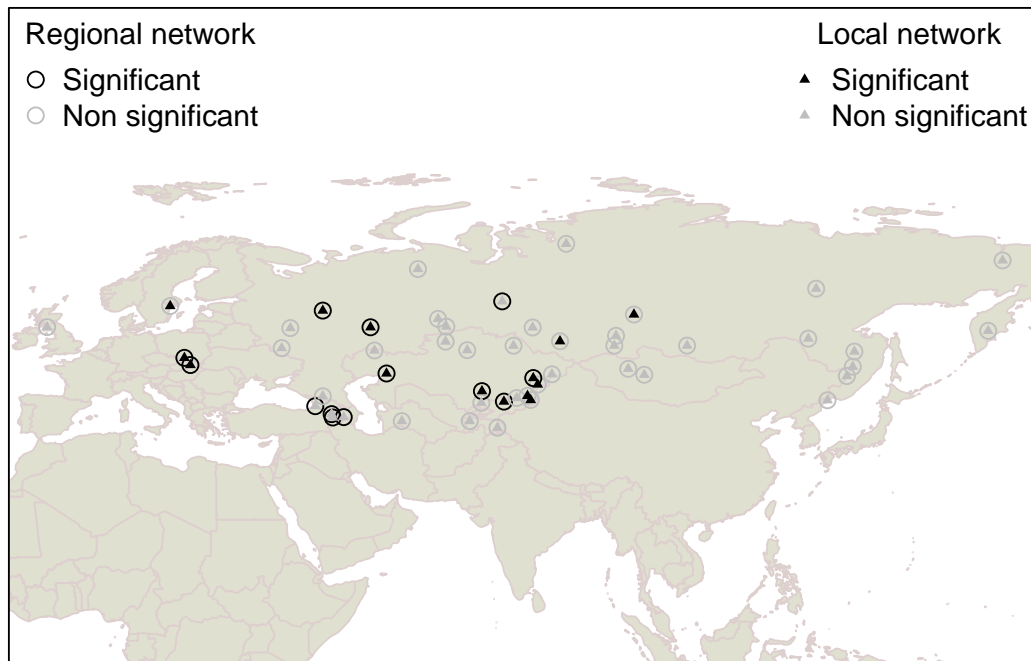 Regional network
Significant
Non significant
Local network
Significant
Non significant